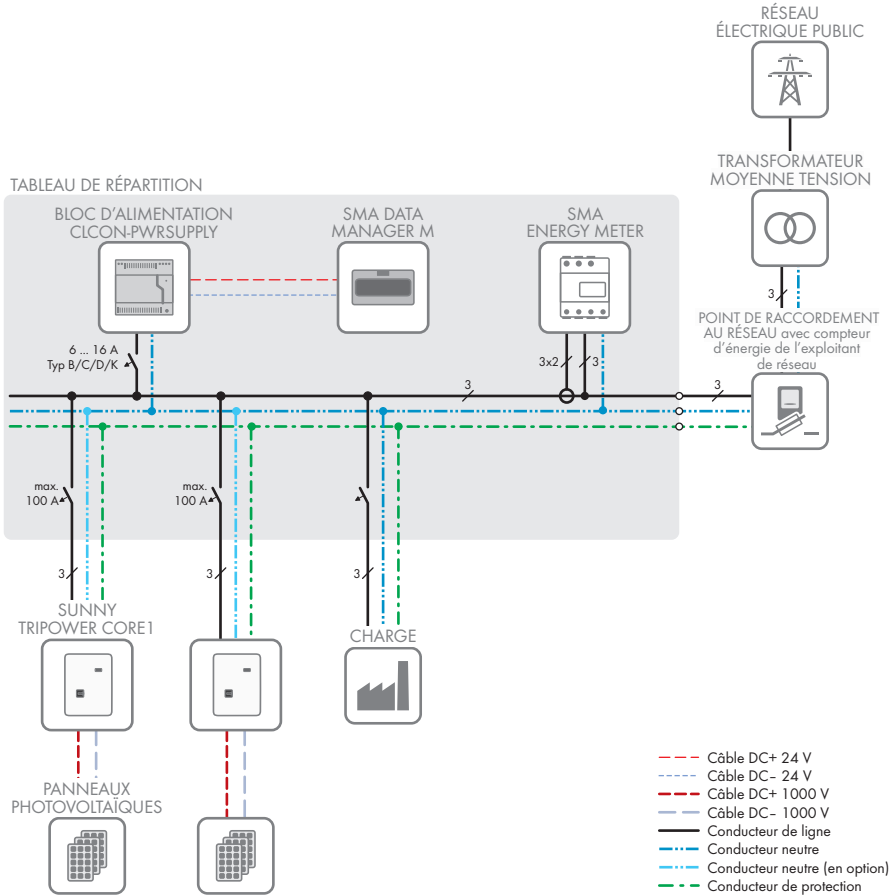 RÉSEAU
ÉLECTRIQUE PUBLIC
TRANSFORMATEUR
MOYENNE TENSION
3
POINT DE RACCORDEMENT
AU RÉSEAU avec compteur
d'énergie de l'exploitant
de réseau
TABLEAU DE RÉPARTITION
BLOC D'ALIMENTATION
CLCON-PWRSUPPLY
SMA DATA
MANAGER M
SMA
ENERGY METER
6 ... 16 A
Typ B/C/D/K
3x2
3
3
3
max.
100 A
max.
100 A
3
3
3
SUNNY
TRIPOWER CORE1
CHARGE
PANNEAUX
PHOTOVOLTAÏQUES
Câble DC+ 24 V
Câble DC– 24 V
Câble DC+ 1000 V
Câble DC– 1000 V
Conducteur de ligne
Conducteur neutre
Conducteur neutre (en option)
Conducteur de protection